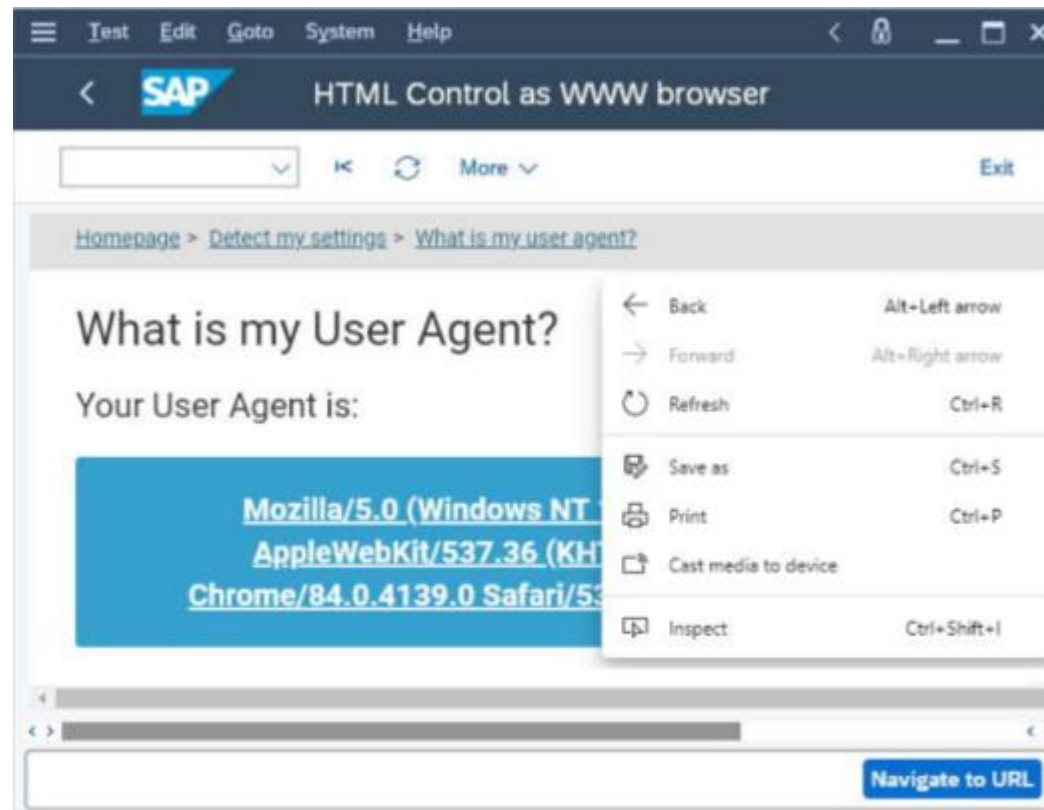 Test Edit Goto System Help
SAP HTML Control as WWW browser
More Exit
Homepage > Detect my settings > What is my user agent?
What is my User Agent?
Your User Agent is:
Mozilla/5.0 (Windows NT
AppleWebKit/537.36 (KHT
Chrome/84.0.4139.0 Safari/53
Back Alt+Left arrow
Forward Alt+Right arrow
Refresh Ctrl+R
Save as Ctrl+S
Print Ctrl+P
Cast media to device
Inspect Ctrl+Shift+I
Navigate to URL